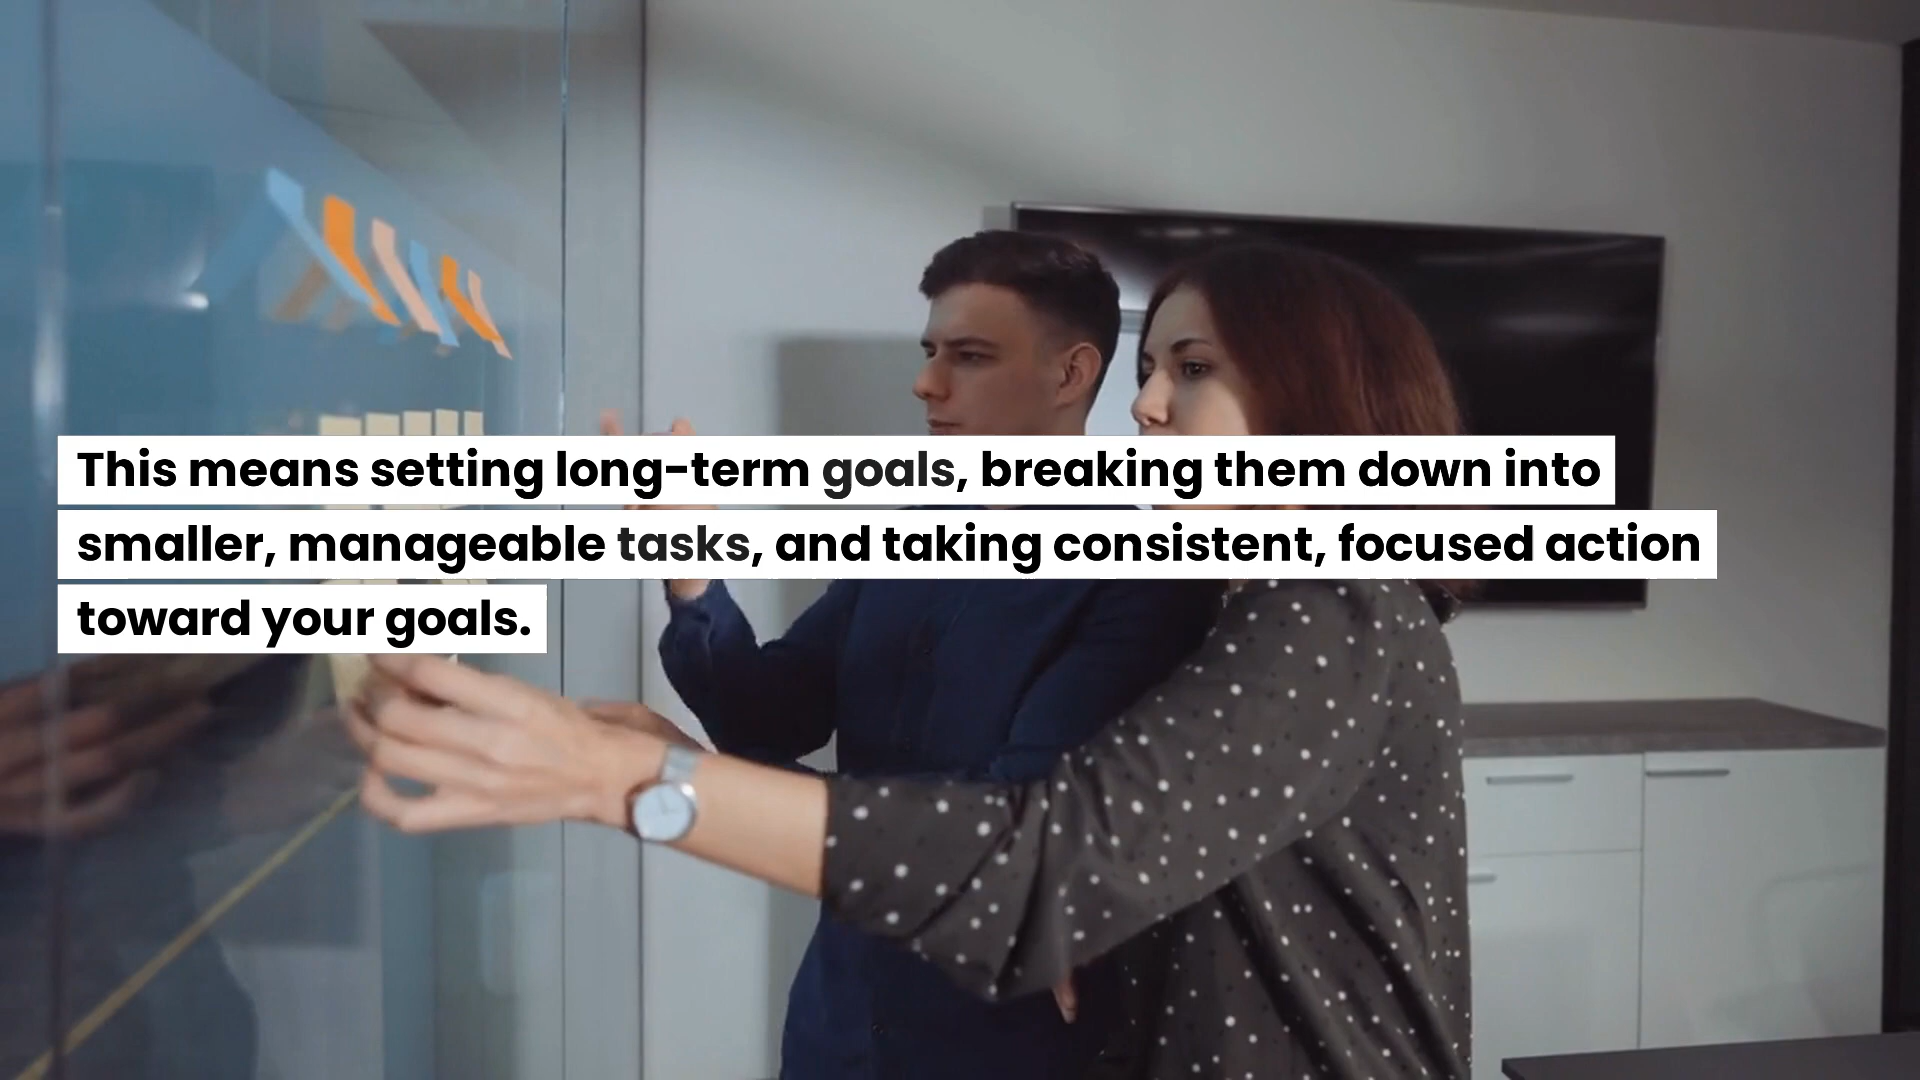 This means setting long-term goals, breaking them down into
smaller, manageable tasks, and taking consistent, focused action
toward your goals.